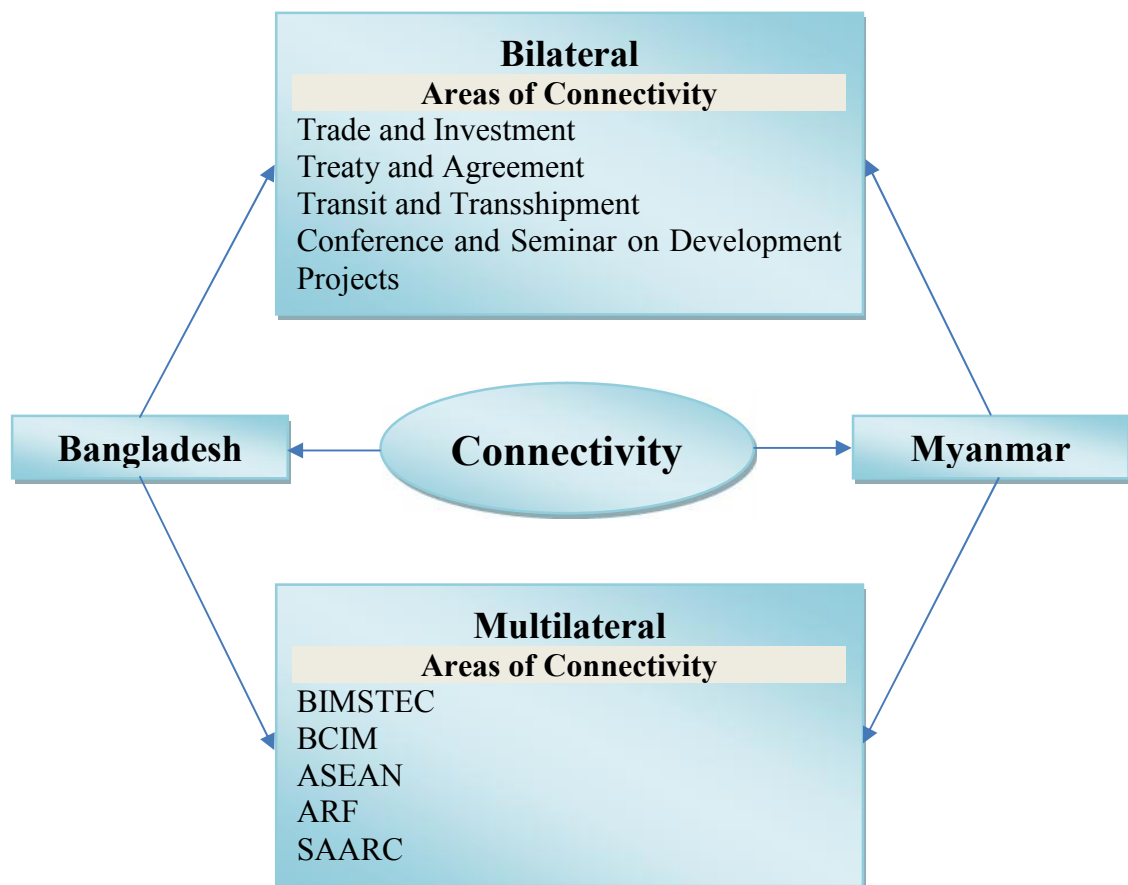 Bilateral
Areas of Connectivity
Trade and Investment
Treaty and Agreement
Transit and Transshipment
Conference and Seminar on Development
Projects
Bangladesh
Connectivity
Myanmar
Multilateral
Areas of Connectivity
BIMSTEC
BCIM
ASEAN
ARF
SAARC